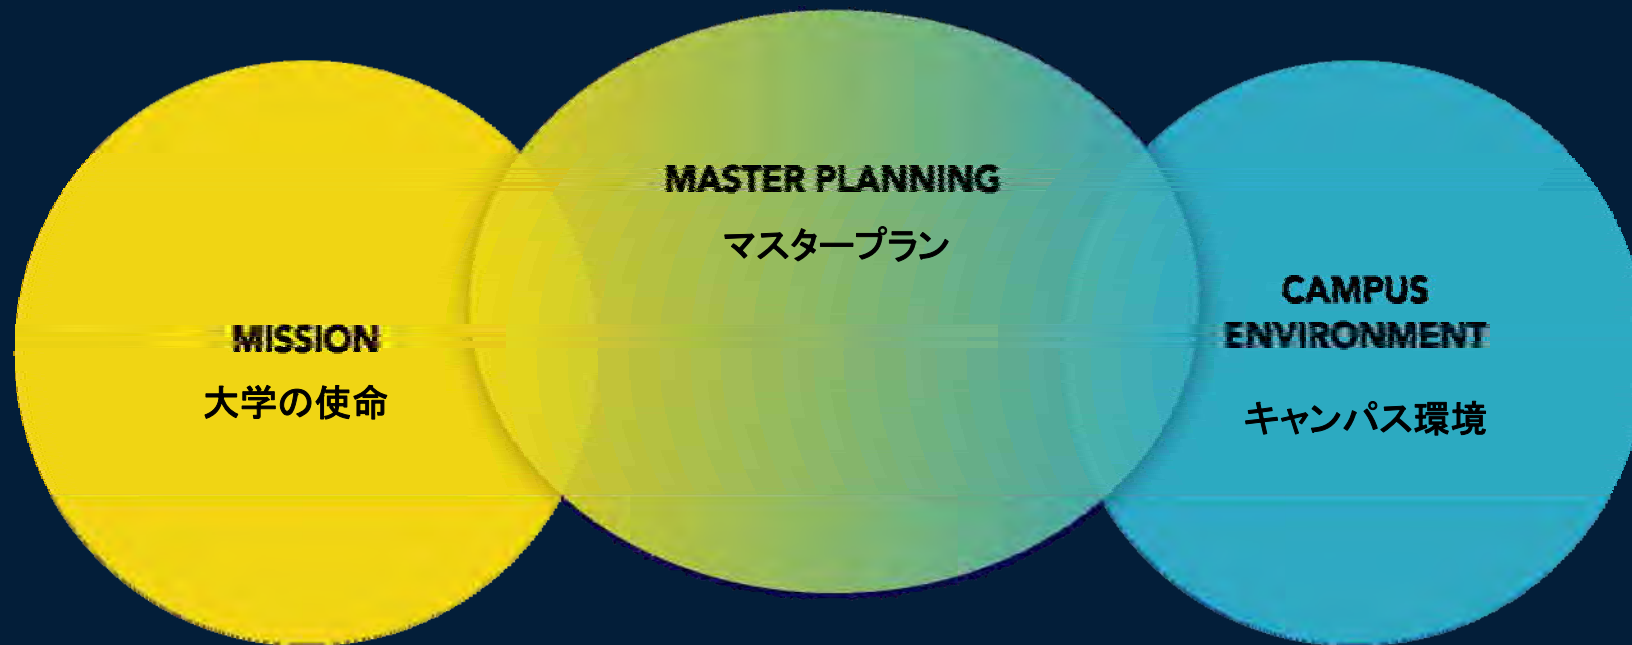 MISSION
大学の使命
MASTER PLANNING
マスタープラン
CAMPUS
ENVIRONMENT
キャンパス環境